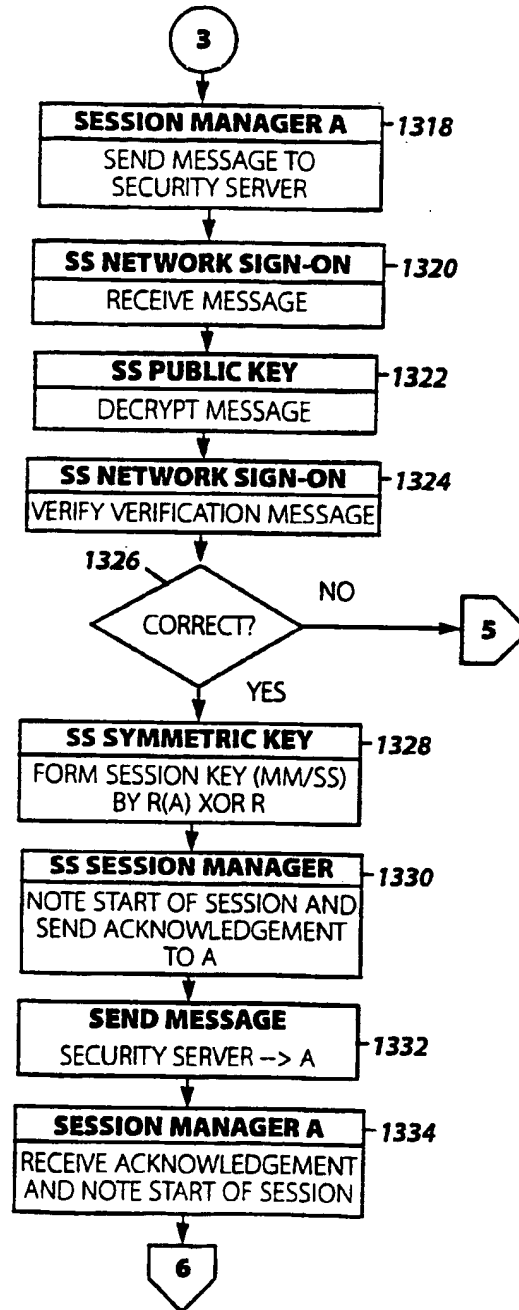 3
SESSION MANAGER A
1318
SEND MESSAGE TO
SECURITY SERVER
SS NETWORK SIGN-ON
1320
RECEIVE MESSAGE
SS PUBLIC KEY
1322
DECRYPT MESSAGE
SS NETWORK SIGN-ON
1324
VERIFY VERIFICATION MESSAGE
1326
CORRECT?
NO
5
YES
SS SYMMETRIC KEY
1328
FORM SESSION KEY (MM/SS)
BY R(A) XOR R
SS SESSION MANAGER
1330
NOTE START OF SESSION AND
SEND ACKNOWLEDGEMENT
TO A
SEND MESSAGE
SECURITY SERVER --> A
1332
SESSION MANAGER A
1334
RECEIVE ACKNOWLEDGEMENT
AND NOTE START OF SESSION
6